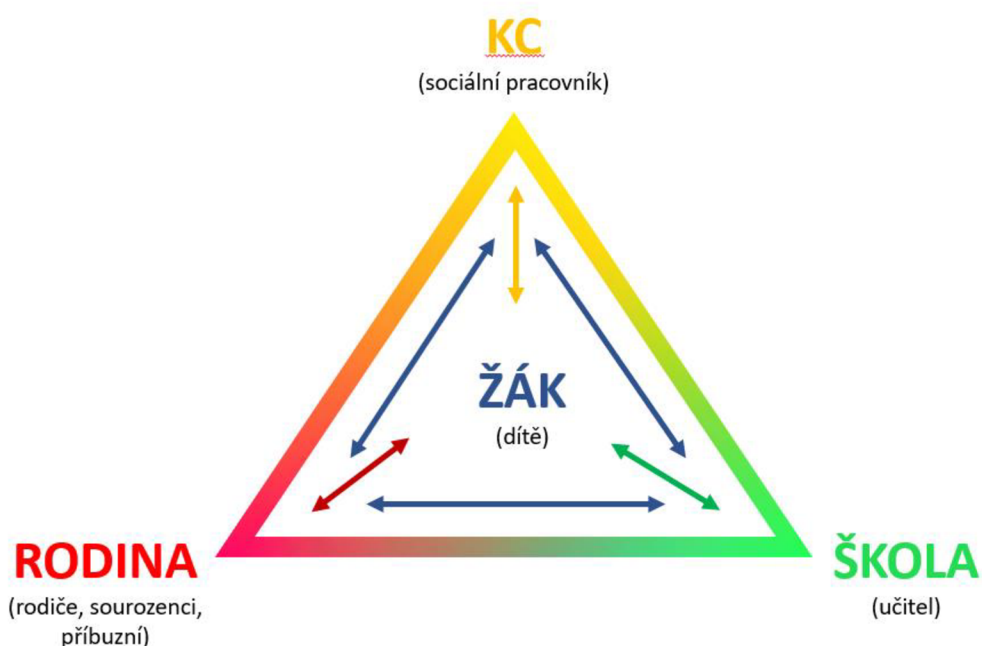 KC
(sociální pracovník)
ŽÁK
(dítě)
RODINA
(rodiče, sourozenci,
příbuzní)
ŠKOLA
(učitel)